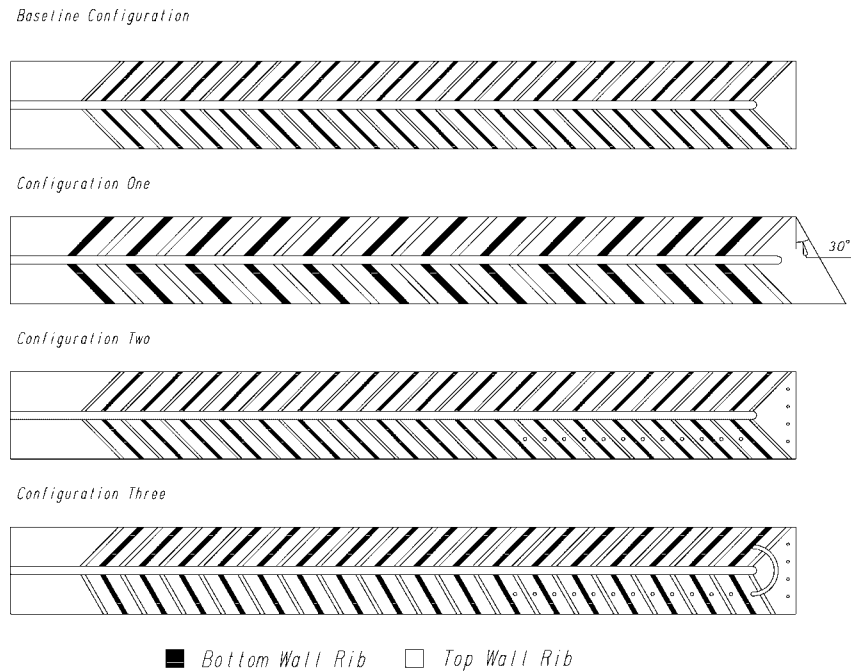 Baseline Configuration
Configuration One
30°
Configuration Two
Configuration Three
Bottom Wall Rib Top Wall Rib